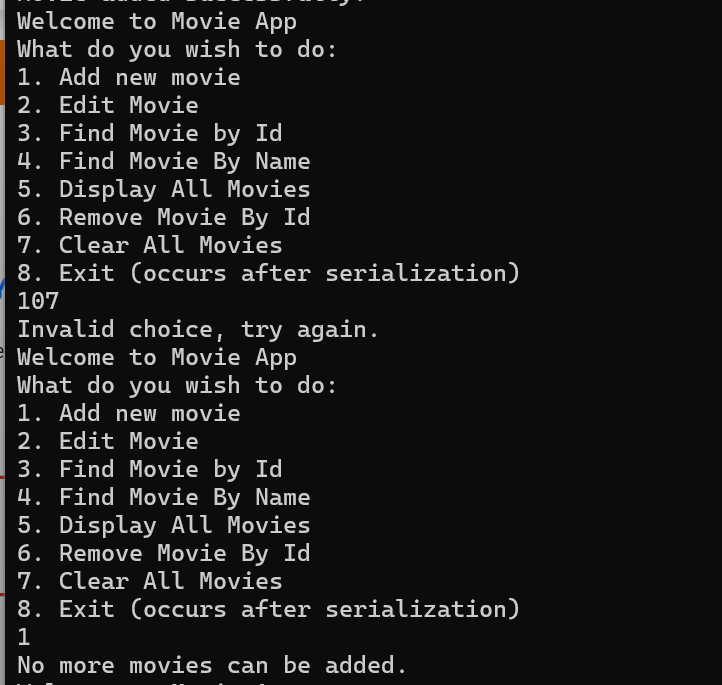 Welcome to Movie App
What do you wish to do:
1. Add new movie
2. Edit Movie
3. Find Movie by Id
4. Find Movie By Name
5. Display All Movies
6. Remove Movie By Id
7. Clear All Movies
8. Exit (occurs after serialization)
107
Invalid choice, try again.
Welcome to Movie App
What do you wish to do:
1. Add new movie
2. Edit Movie
3. Find Movie by Id
4. Find Movie By Name
5. Display All Movies
6. Remove Movie By Id
7. Clear All Movies
8. Exit (occurs after serialization)
1
No more movies can be added.